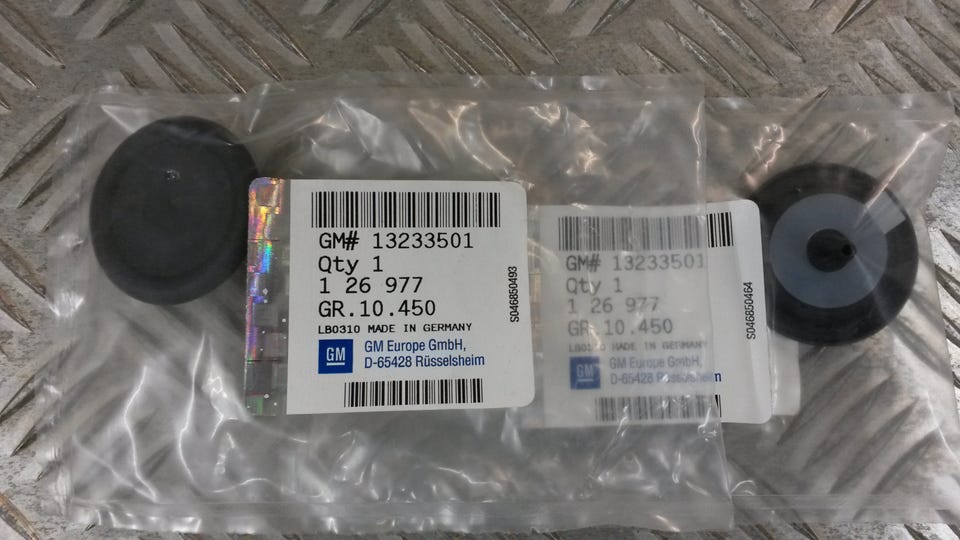 GM# 13233501
Qty 1
1 26 977
GR.10.450
LB0310 MADE IN GERMANY
GM
GM Europe GmbH,
D-65428 Rüsselsheim
S046850493
GM# 13233501
Qty 1
1 26 977
GR.10.450
MADE IN GERMANY
GM
GM Europe GmbH,
D-65428 Rüsselsheim
S046850464